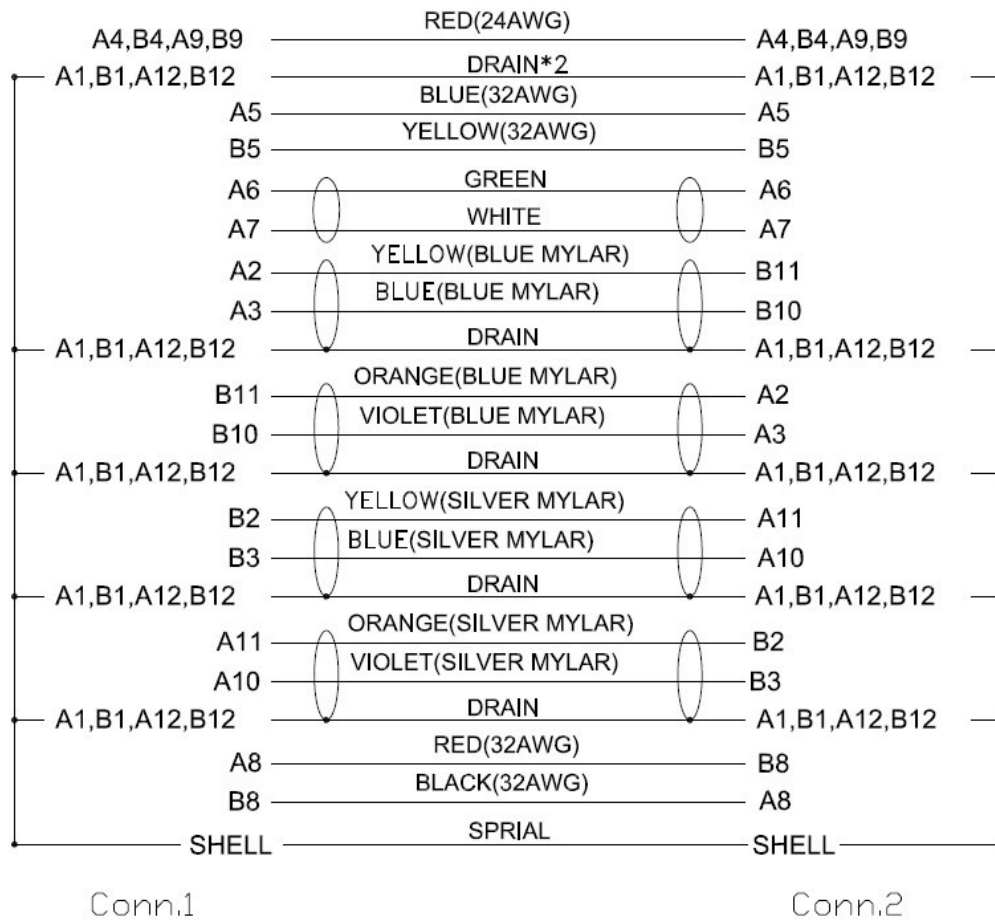 RED(24AWG)
A4,B4,A9,B9 A4,B4,A9,B9
DRAIN*2
A1,B1,A12,B12 A1,B1,A12,B12
BLUE(32AWG)
A5 A5
YELLOW(32AWG)
B5 B5
GREEN
A6 A6
WHITE
A7 A7
YELLOW(BLUE MYLAR)
A2 B11
BLUE(BLUE MYLAR)
A3 B10
DRAIN
A1,B1,A12,B12 A1,B1,A12,B12
ORANGE(BLUE MYLAR)
B11 A2
VIOLET(BLUE MYLAR)
B10 A3
DRAIN
A1,B1,A12,B12 A1,B1,A12,B12
YELLOW(SILVER MYLAR)
B2 A11
BLUE(SILVER MYLAR)
B3 A10
DRAIN
A1,B1,A12,B12 A1,B1,A12,B12
ORANGE(SILVER MYLAR)
A11 B2
VIOLET(SILVER MYLAR)
A10 B3
DRAIN
A1,B1,A12,B12 A1,B1,A12,B12
RED(32AWG)
A8 B8
BLACK(32AWG)
B8 A8
SPRIAL
SHELL SHELL
Conn.1 Conn.2